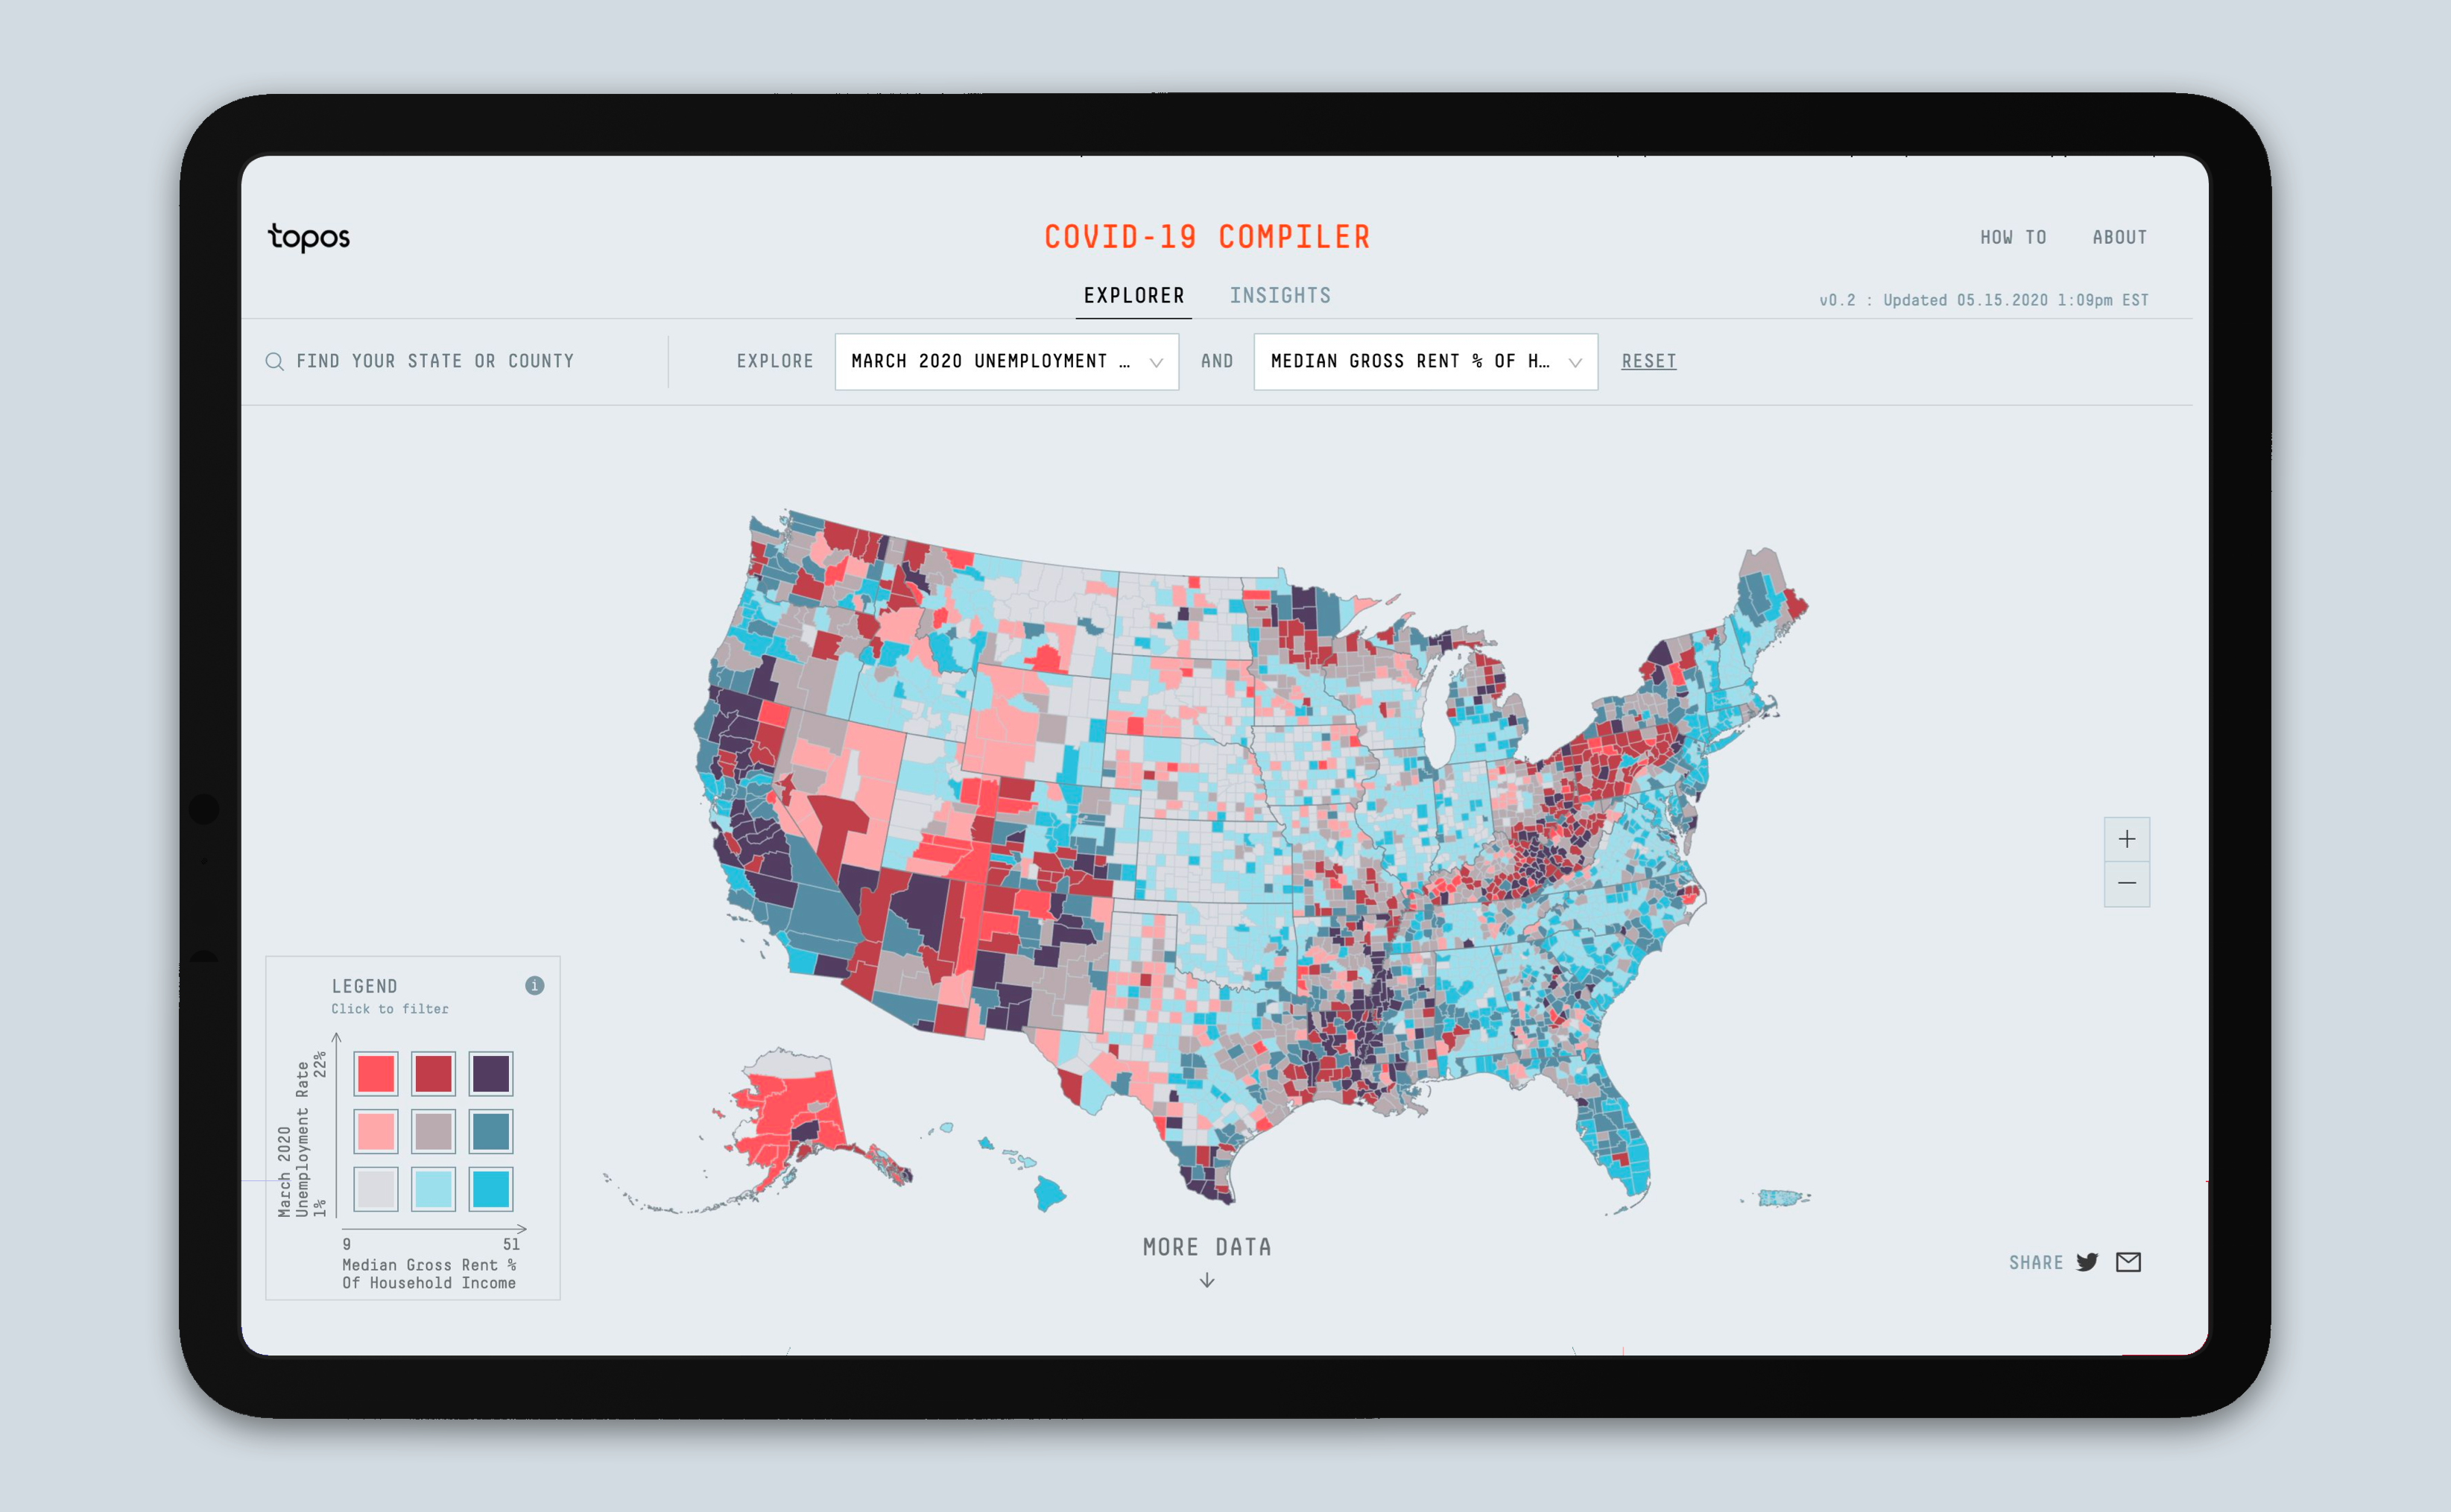 topos
COVID-19 COMPILER
HOW TO
ABOUT
EXPLORER
INSIGHTS
v0.2 : Updated 05.15.2020 1:09pm EST
FIND YOUR STATE OR COUNTY
EXPLORE
MARCH 2020 UNEMPLOYMENT ...
AND
MEDIAN GROSS RENT % OF H...
RESET
LEGEND
i
Click to filter
March 2020
Unemployment Rate
1%
22%
9
51
Median Gross Rent %
Of Household Income
MORE DATA
SHARE